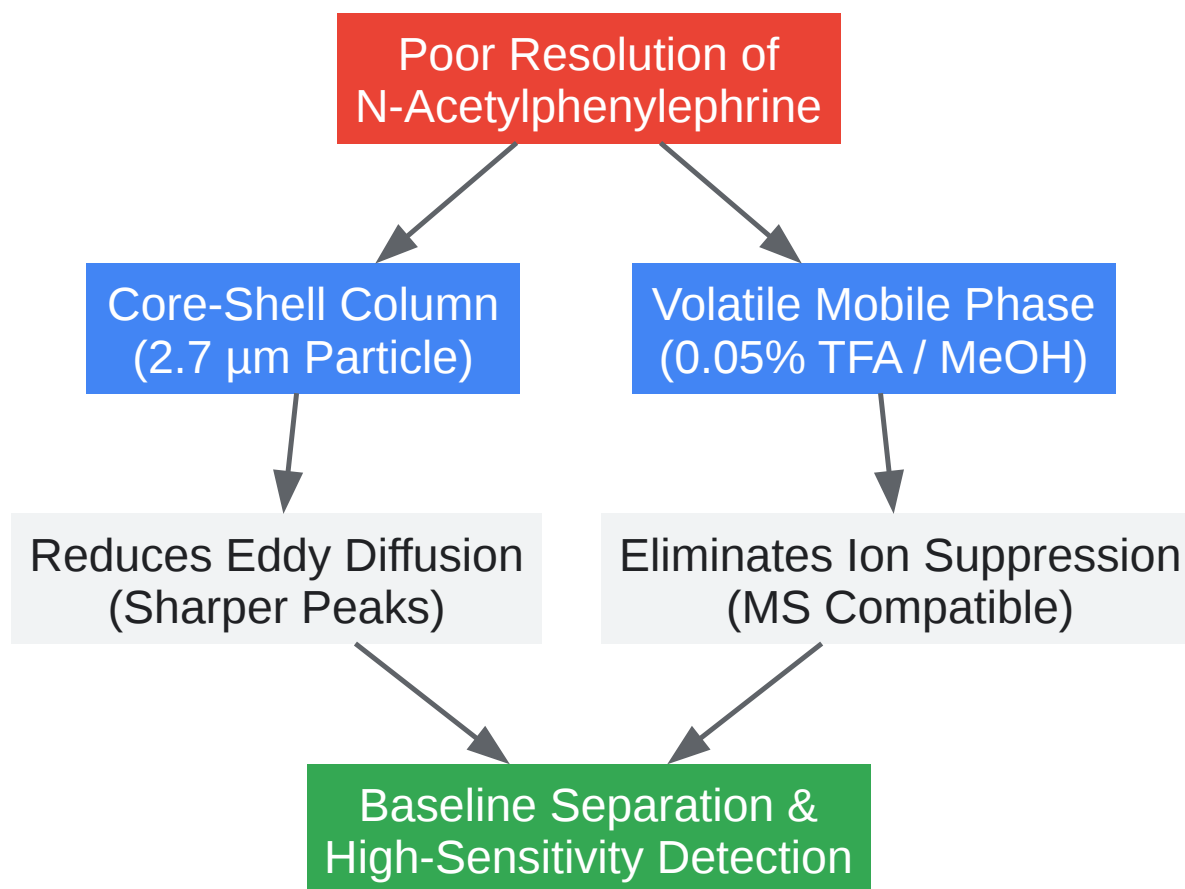 Poor Resolution of
N-Acetylphenylephrine
Core-Shell Column
(2.7 µm Particle)
Volatile Mobile Phase
(0.05% TFA / MeOH)
Reduces Eddy Diffusion
(Sharper Peaks)
Eliminates Ion Suppression
(MS Compatible)
Baseline Separation &
High-Sensitivity Detection